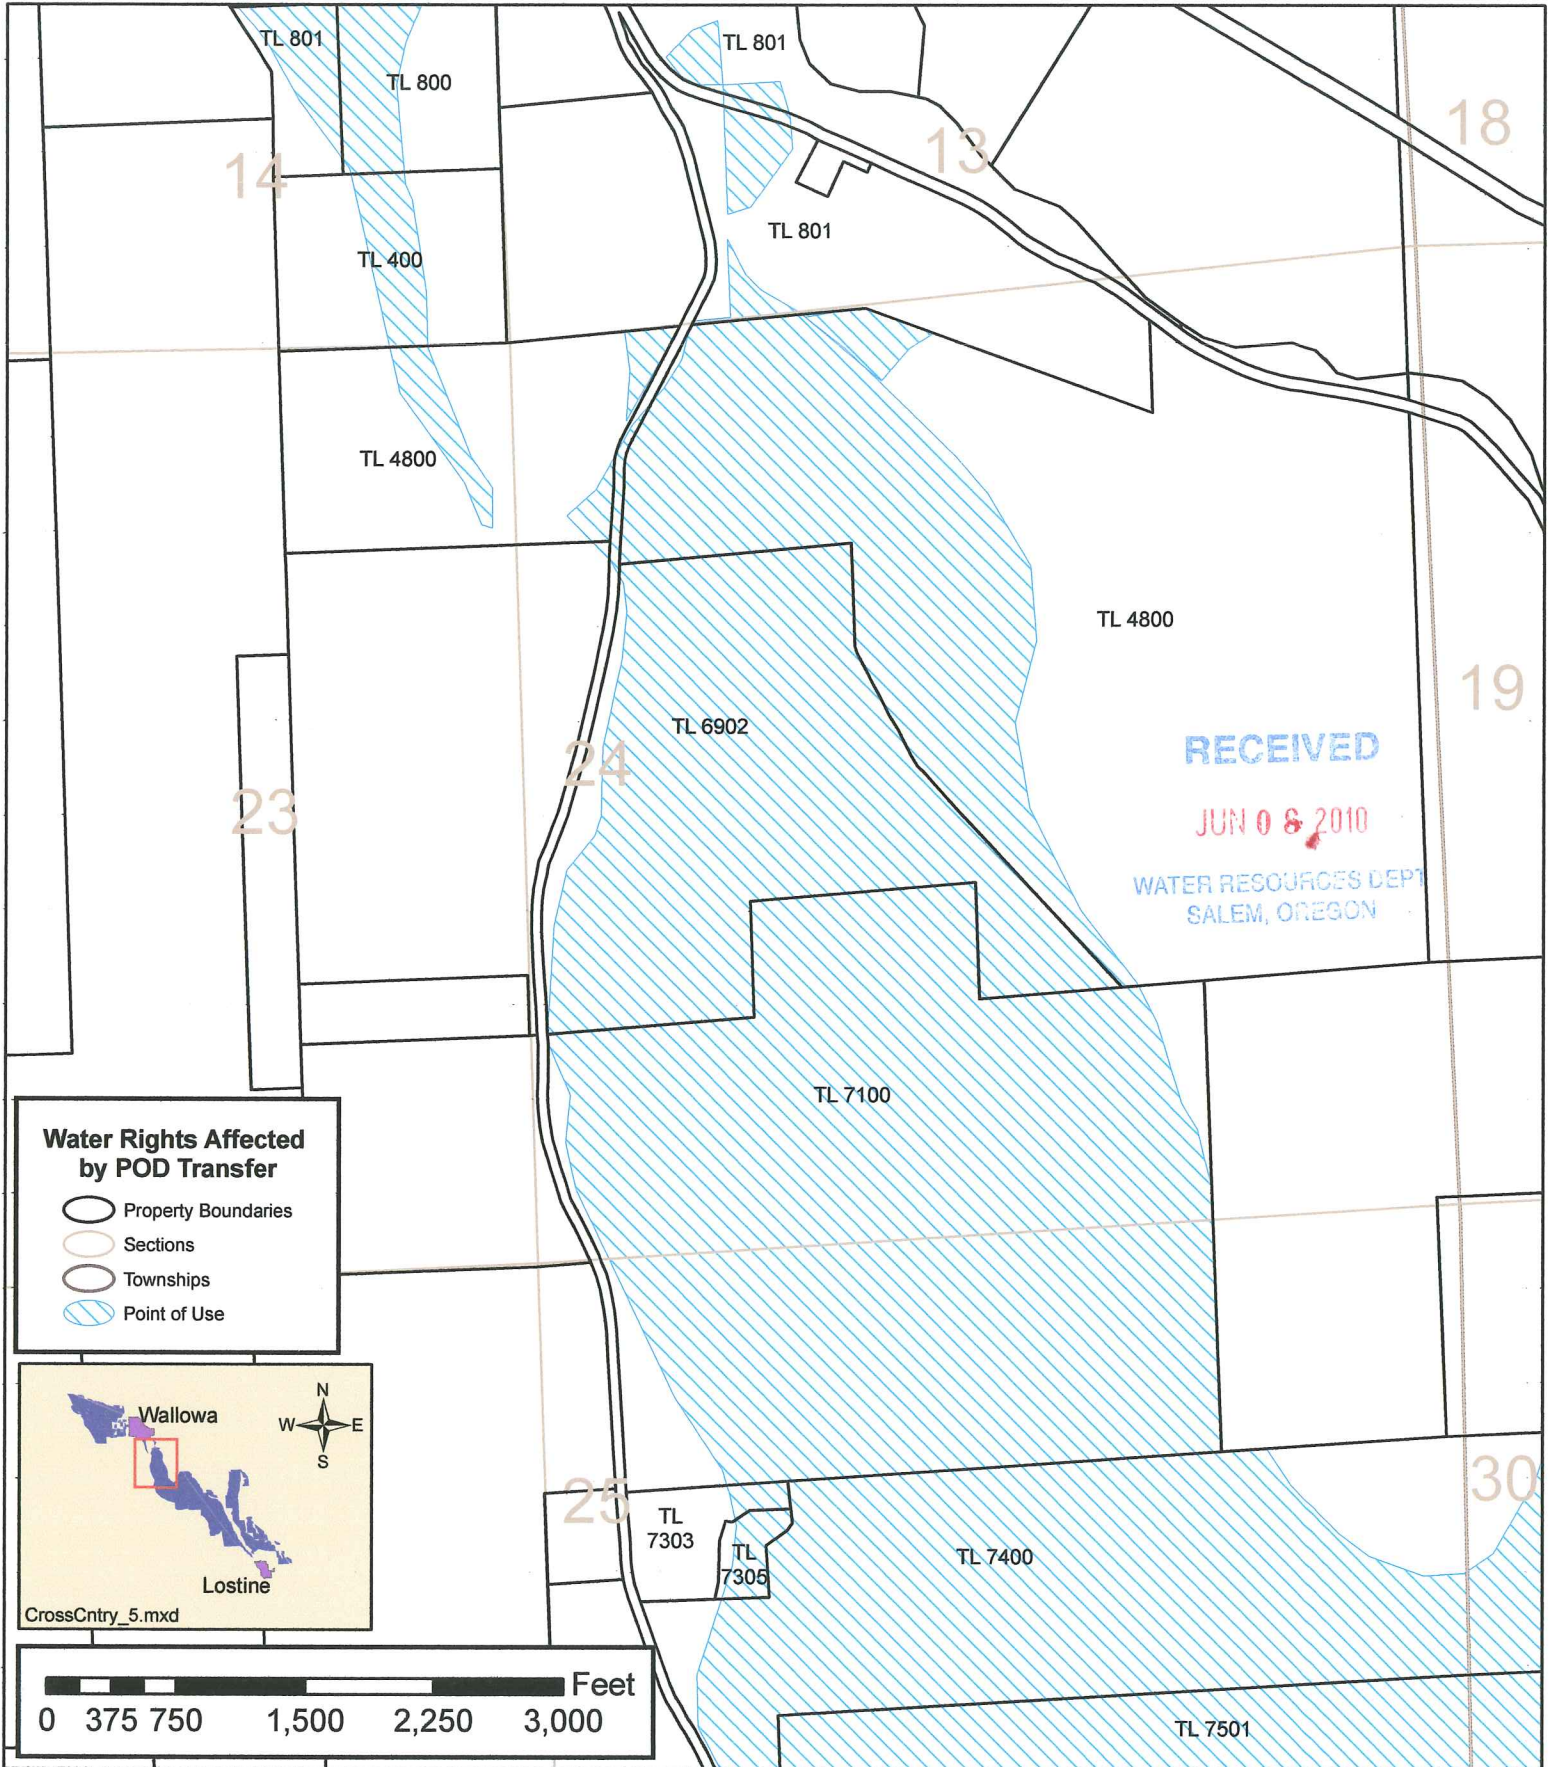 TL 801
TL 801
TL 800
18
13
14
TL 801
TL 400
TL 4800
TL 4800
19
TL 6902
RECEIVED
24
23
JUN 0 8 2010
WATER RESOURCES DEPT
SALEM, OREGON
TL 7100
Water Rights Affected
by POD Transfer
Property Boundaries
Sections
Townships
Point of Use
N
Wallowa
W E
S
Lostine
CrossCntry_5.mxd
30
25
TL
7303
TL
7305
TL 7400
Feet
0 375 750 1,500 2,250 3,000
TL 7501